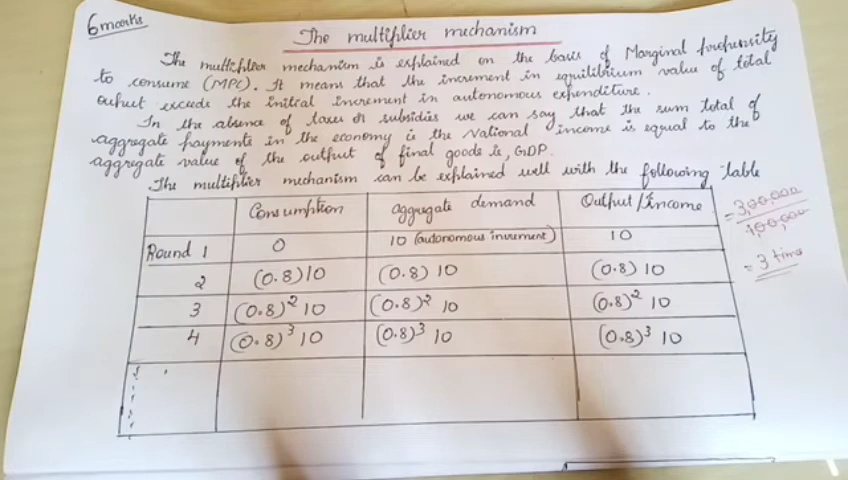 6 marks
The multiplier mechanism
The multiplier mechanism is explained on the basis of Marginal propensity
to consume (MPC). It means that the increment in equilibrium value of total
output exceeds the initial increment in autonomous expenditure.
In the absence of taxes or subsidies we can say that the sum total of
aggregate payments in the economy ie the National income is equal to the
aggregate value of the output of final goods ie, GDP.
The multiplier mechanism can be explained well with the following table
Consumption aggregate demand Output/Income
Round 1 0 10 (autonomous increment) 10
2 (0.8)10 (0.8) 10 (0.8) 10
3 (0.8)² 10 (0.8)² 10 (0.8)² 10
4 (0.8)³ 10 (0.8)³ 10 (0.8)³ 10
= 3,00,000
1,00,000
= 3 times